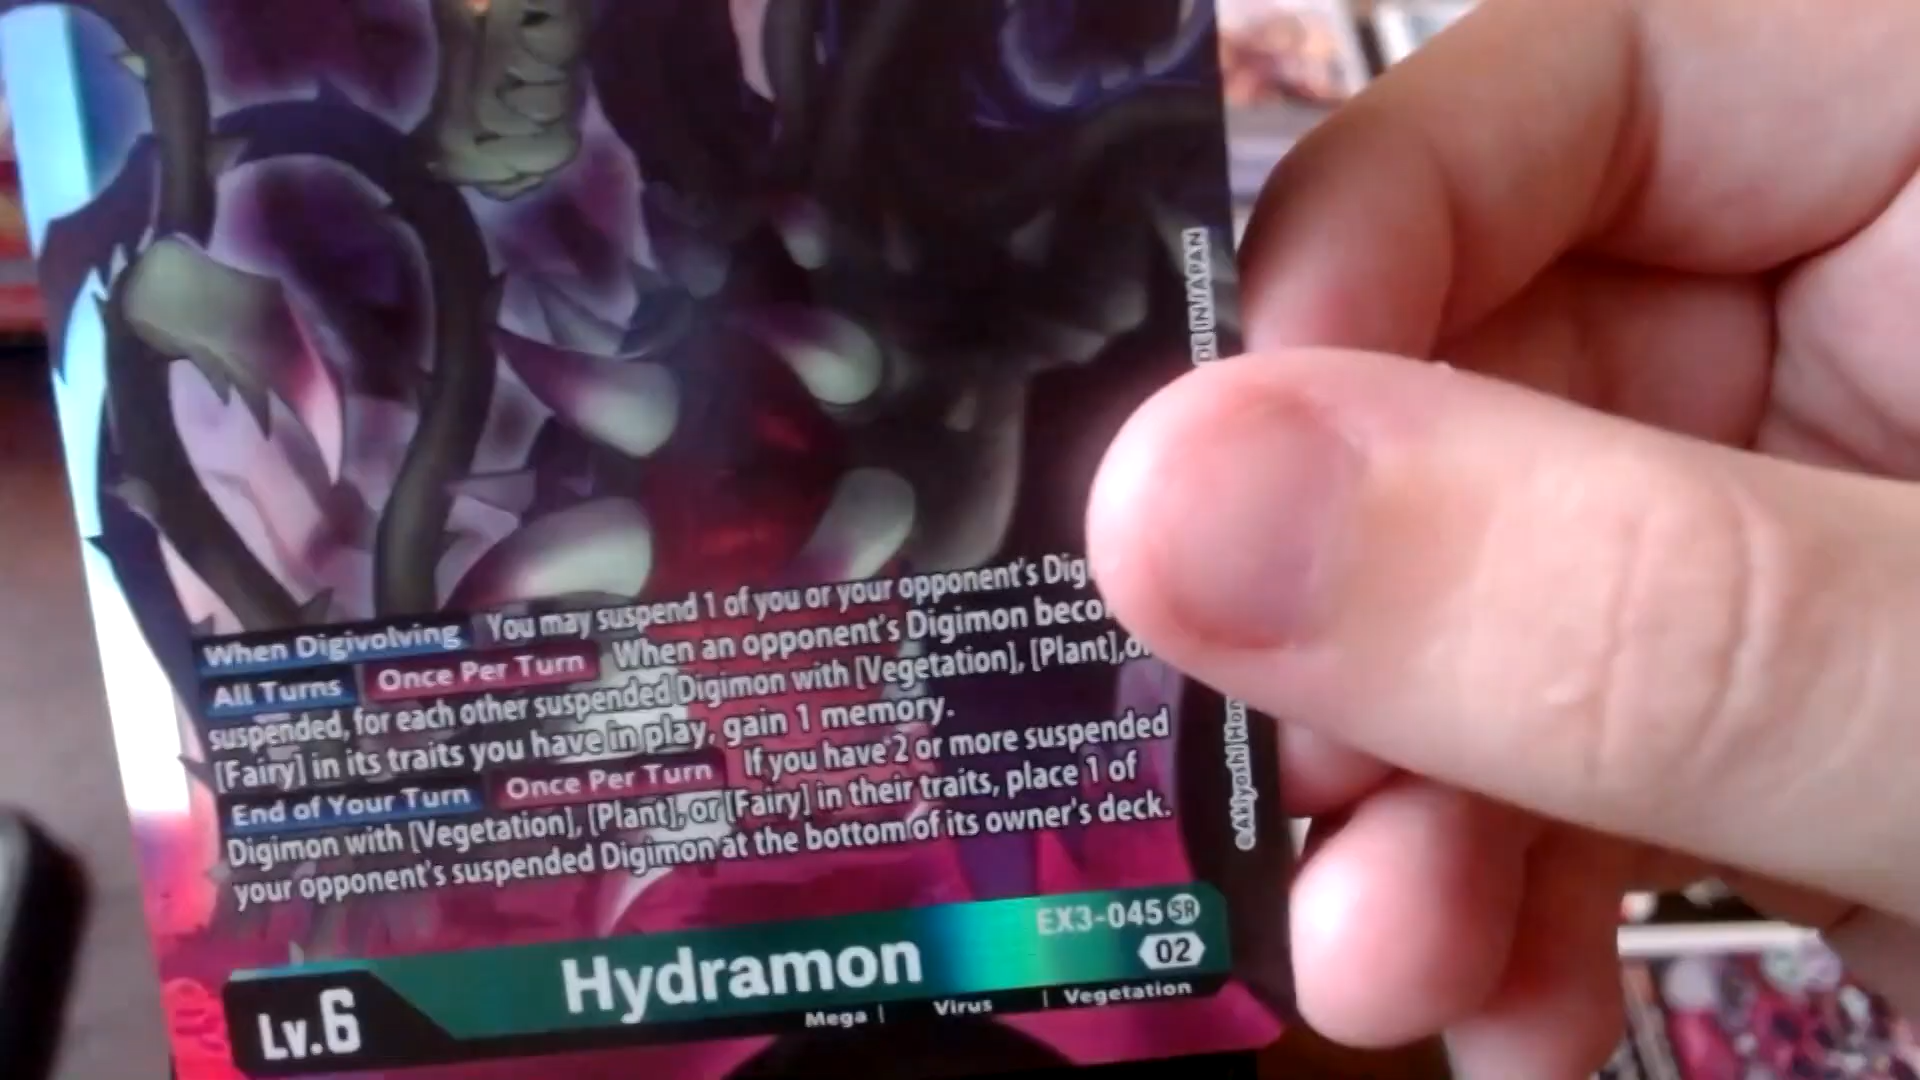 When Digivolving You may suspend 1 of you or your opponent's
All Turns Once Per Turn When an opponent's Digimon
suspended, for each other suspended Digimon with [Vegetation], [Plant],
[Fairy] in its traits you have in play, gain 1 memory.
End of Your Turn Once Per Turn If you have 2 or more suspended
Digimon with [Vegetation], [Plant], or [Fairy] in their traits, place 1 of
your opponent's suspended Digimon at the bottom of its owner's deck.
EX3-045 SR
02
Hydramon
Lv.6
Mega | Virus | Vegetation
IN JAPAN
©Akiyoshi